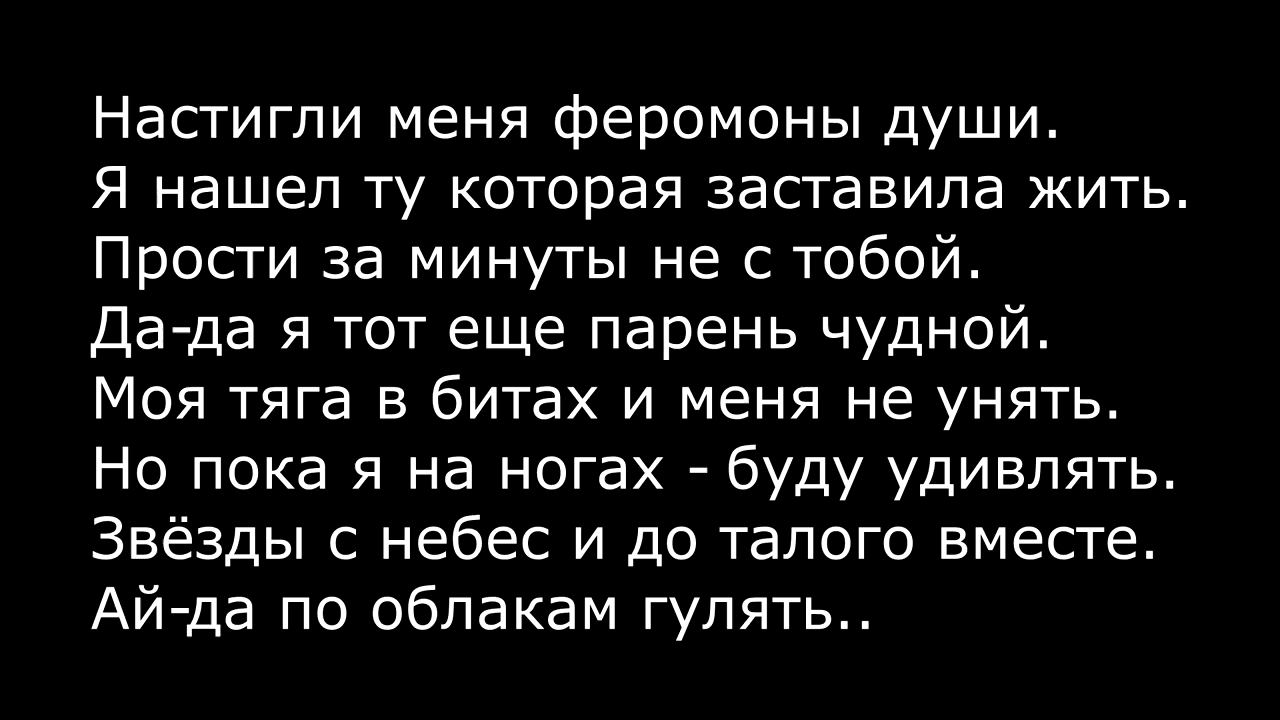 Настигли меня феромоны души.
Я нашел ту которая заставила жить.
Прости за минуты не с тобой.
Да-да я тот еще парень чудной.
Моя тяга в битах и меня не унять.
Но пока я на ногах - буду удивлять.
Звёзды с небес и до талого вместе.
Ай-да по облакам гулять..